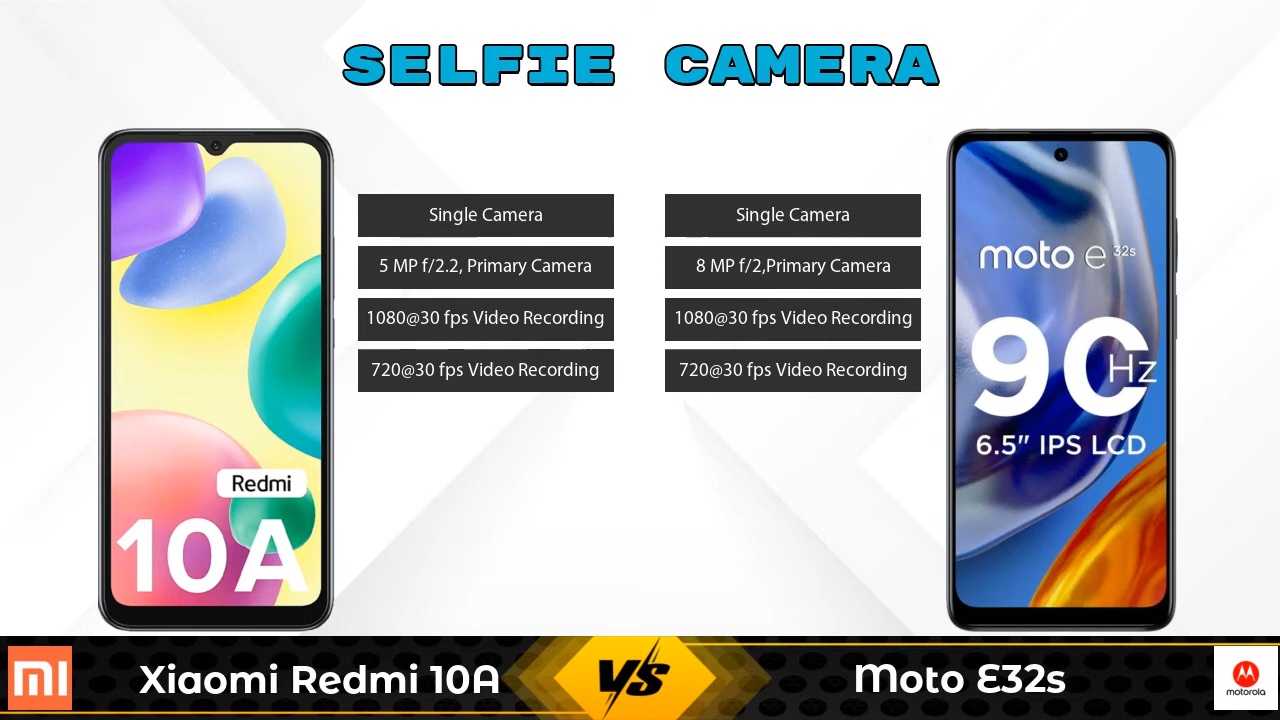 SELFIE CAMERA
Single Camera
5 MP f/2.2, Primary Camera
1080@30 fps Video Recording
720@30 fps Video Recording
Single Camera
8 MP f/2,Primary Camera
1080@30 fps Video Recording
720@30 fps Video Recording
Redmi
10A
moto e 32s
90Hz
6.5" IPS LCD
mi
Xiaomi Redmi 10A
VS
Moto E32s
motorola